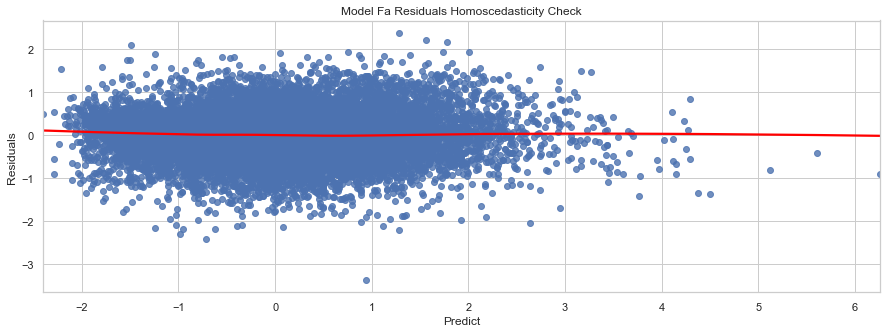 Model Fa Residuals Homoscedasticity Check
Residuals
2
1
0
−1
−2
−3
−2 −1 0 1 2 3 4 5 6
Predict